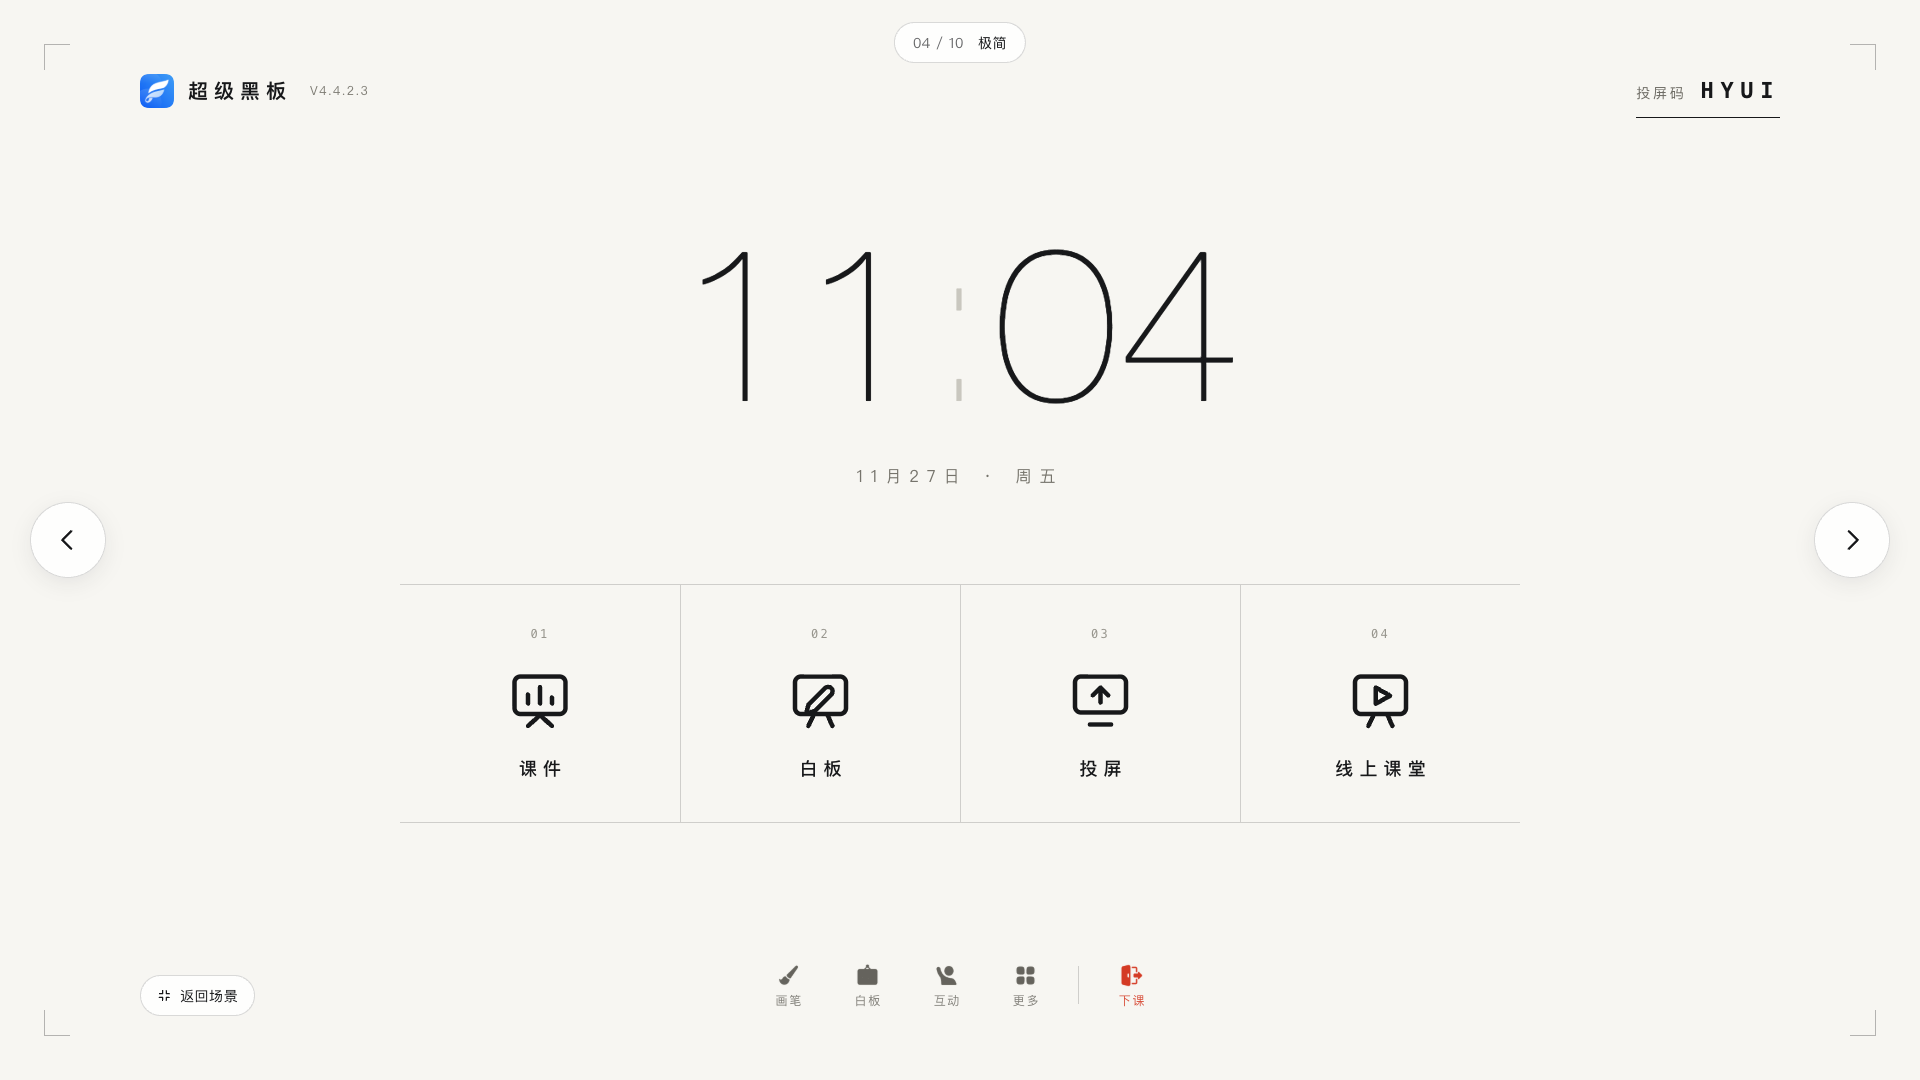 04 / 10 极简
超级黑板 V4.4.2.3
投屏码 HYUI
11:04
11月27日 · 周五
01
课件
02
白板
03
投屏
04
线上课堂
返回场景
画笔
白板
互动
更多
下课